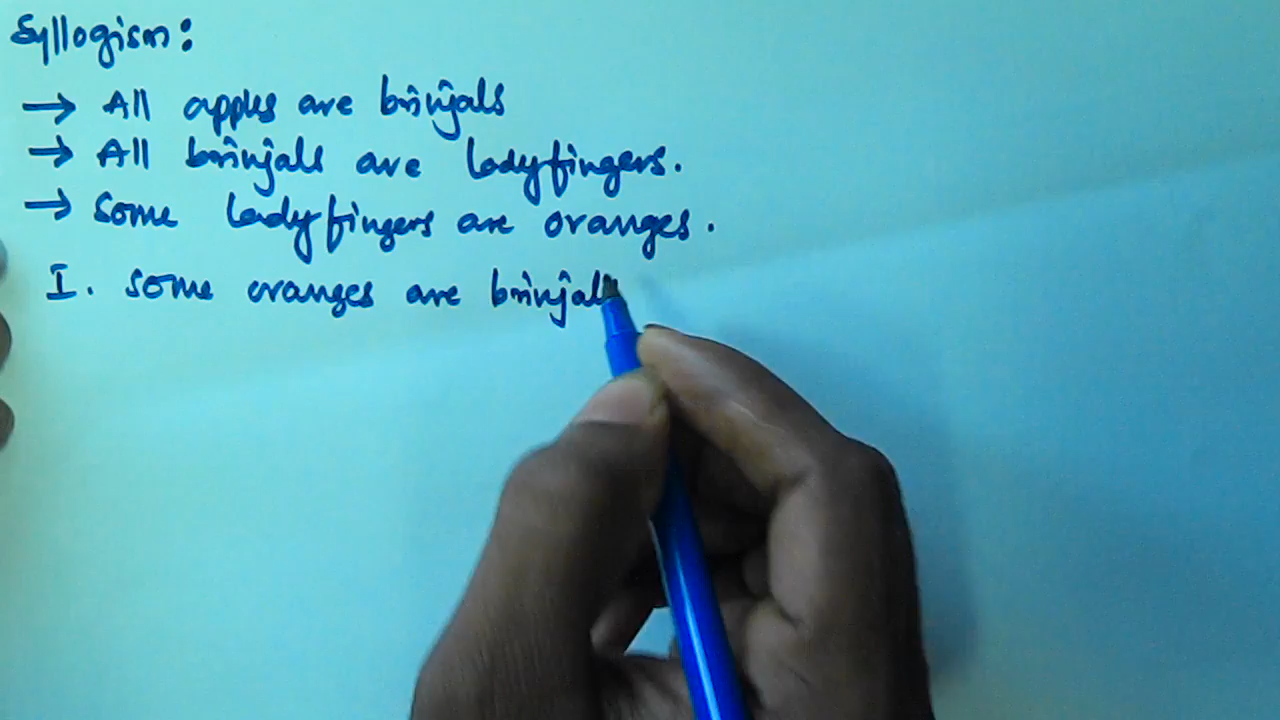 Syllogism:
→ All apples are brinjals
→ All brinjals are ladyfingers.
→ Some ladyfingers are oranges.
I. Some oranges are brinjals